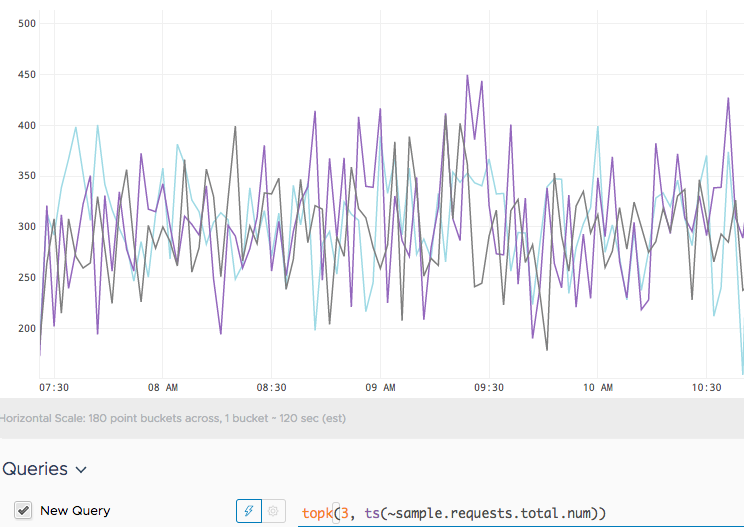 500
450
400
350
300
250
200
07:30 08 AM 08:30 09 AM 09:30 10 AM 10:30
Horizontal Scale: 180 point buckets across, 1 bucket - 120 sec (est)
Queries
New Query topk(3, ts(~sample.requests.total.num))